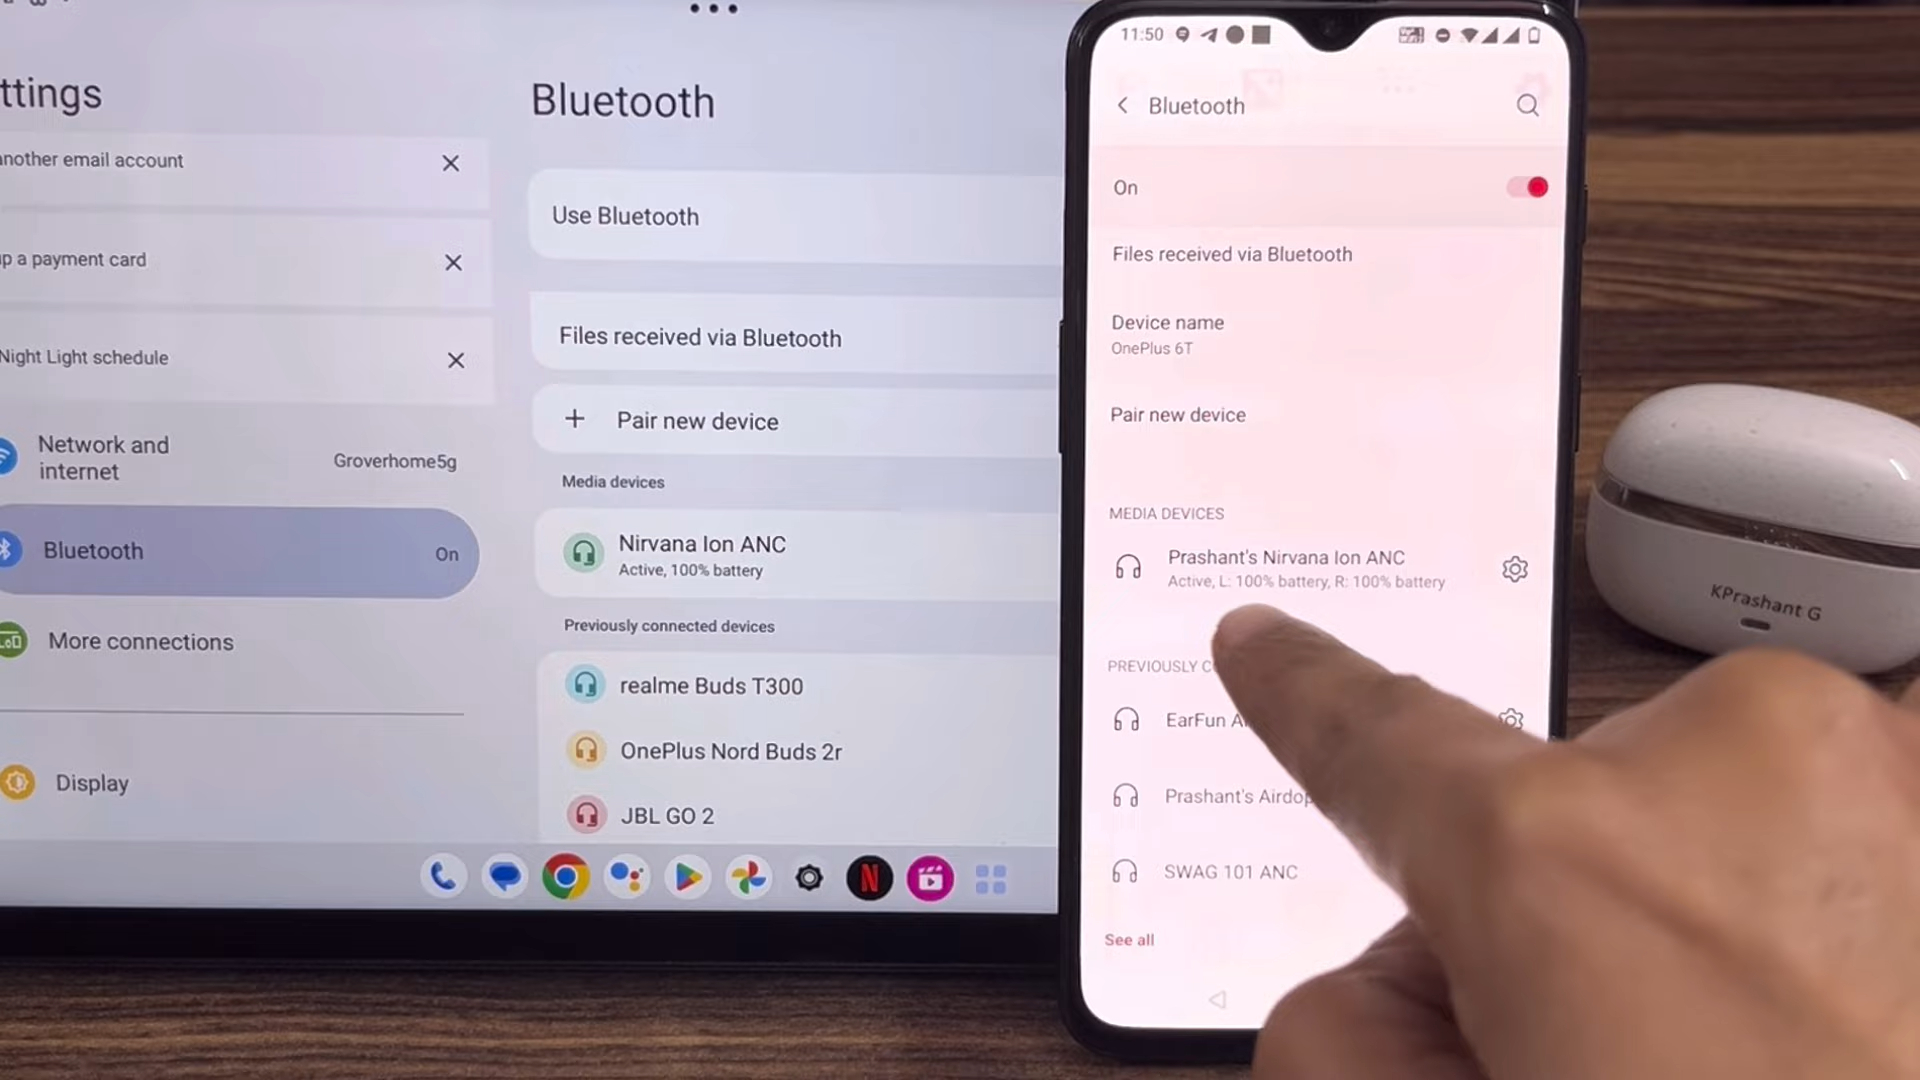 ttings
another email account
up a payment card
Night Light schedule
Network and
internet
Groverhome5g
Bluetooth
On
More connections
Display
Bluetooth
Use Bluetooth
Files received via Bluetooth
+ Pair new device
Media devices
Nirvana Ion ANC
Active, 100% battery
Previously connected devices
realme Buds T300
OnePlus Nord Buds 2r
JBL GO 2
N
11:50
Bluetooth
On
Files received via Bluetooth
Device name
OnePlus 6T
Pair new device
MEDIA DEVICES
Prashant's Nirvana Ion ANC
Active, L: 100% battery, R: 100% battery
PREVIOUSLY C
EarFun A
Prashant's Airdop
SWAG 101 ANC
See all
KPrashant G